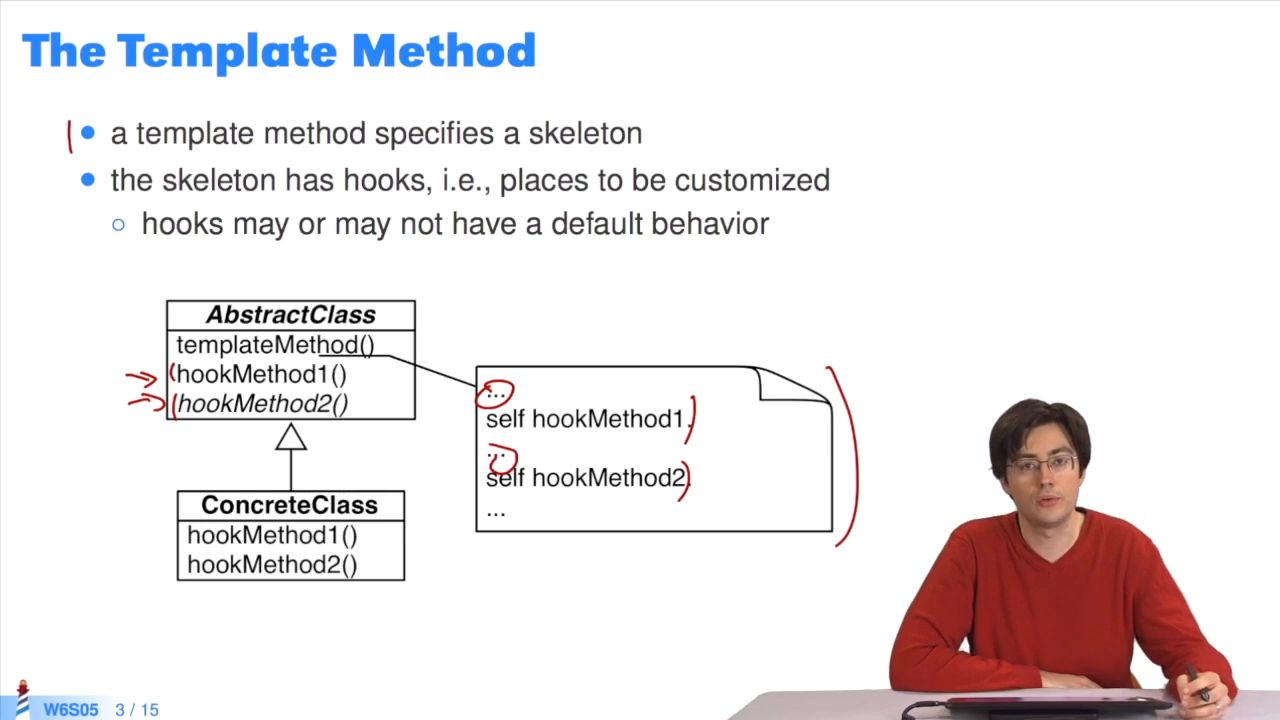 The Template Method
a template method specifies a skeleton
the skeleton has hooks, i.e., places to be customized
hooks may or may not have a default behavior
AbstractClass
templateMethod()
hookMethod1()
hookMethod2()
...
self hookMethod1.
...
self hookMethod2.
...
ConcreteClass
hookMethod1()
hookMethod2()
W6S05 3 / 15